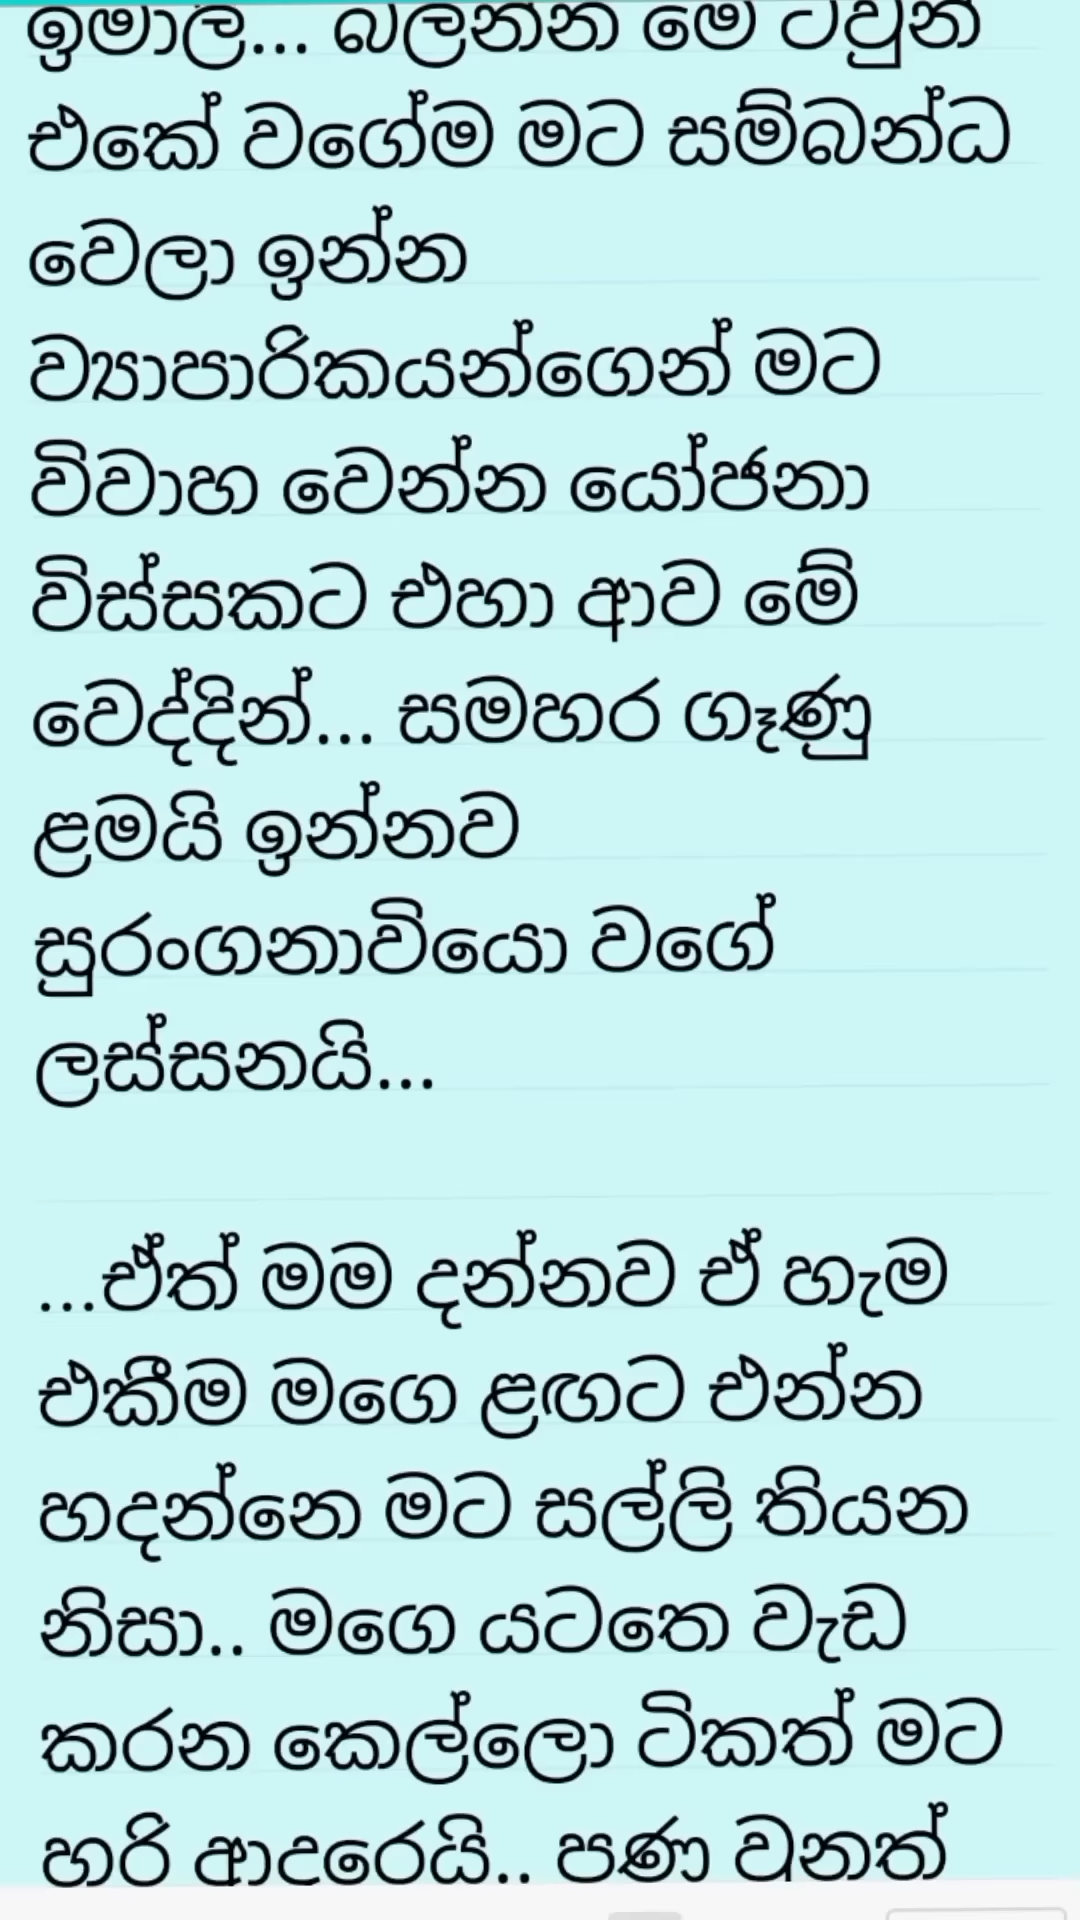 ඉමාලි... බලන්න මේ ටවුන්
එකේ වගේම මට සම්බන්ධ
වෙලා ඉන්න
ව්‍යාපාරිකයන්ගෙන් මට
විවාහ වෙන්න යෝජනා
විස්සකට එහා ආව මේ
වෙද්දින්... සමහර ගෑණු
ළමයි ඉන්නව
සුරංගනාවියො වගේ
ලස්සනයි...
...ඒත් මම දන්නව ඒ හැම
එකීම මගෙ ළඟට එන්න
හදන්නෙ මට සල්ලි තියන
නිසා.. මගෙ යටතෙ වැඩ
කරන කෙල්ලො ටිකත් මට
හරි ආදරෙයි.. පණ වුනත්